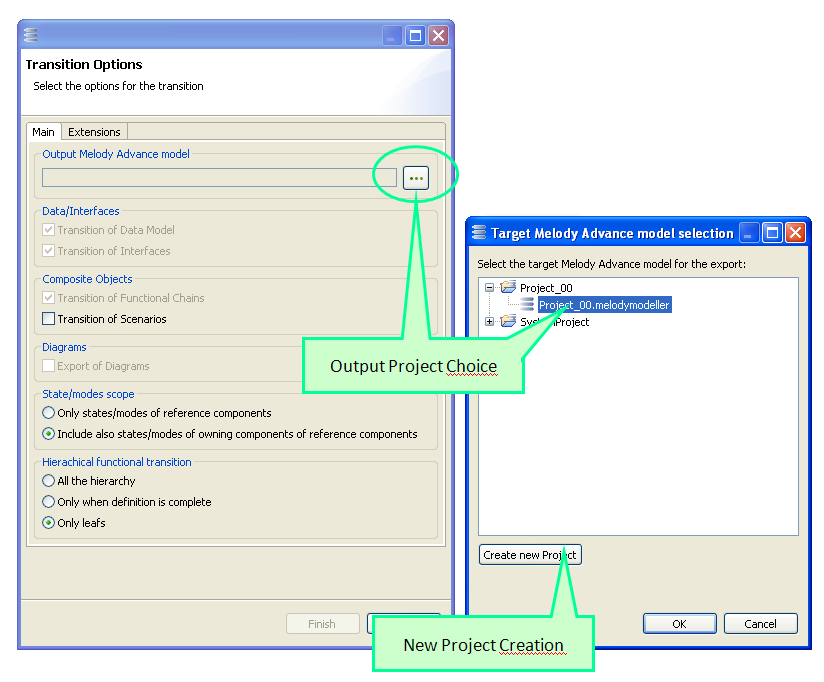 Transition Options
Select the options for the transition
Main
Extensions
Output Melody Advance model
...
Data/Interfaces
Transition of Data Model
Transition of Interfaces
Composite Objects
Transition of Functional Chains
Transition of Scenarios
Diagrams
Export of Diagrams
State/modes scope
Only states/modes of reference components
Include also states/modes of owning components of reference components
Hierachical functional transition
All the hierarchy
Only when definition is complete
Only leafs
Finish
Output Project Choice
Target Melody Advance model selection
Select the target Melody Advance model for the export:
Project_00
Project_00.melodymodeller
Create new Project
OK
Cancel
New Project Creation